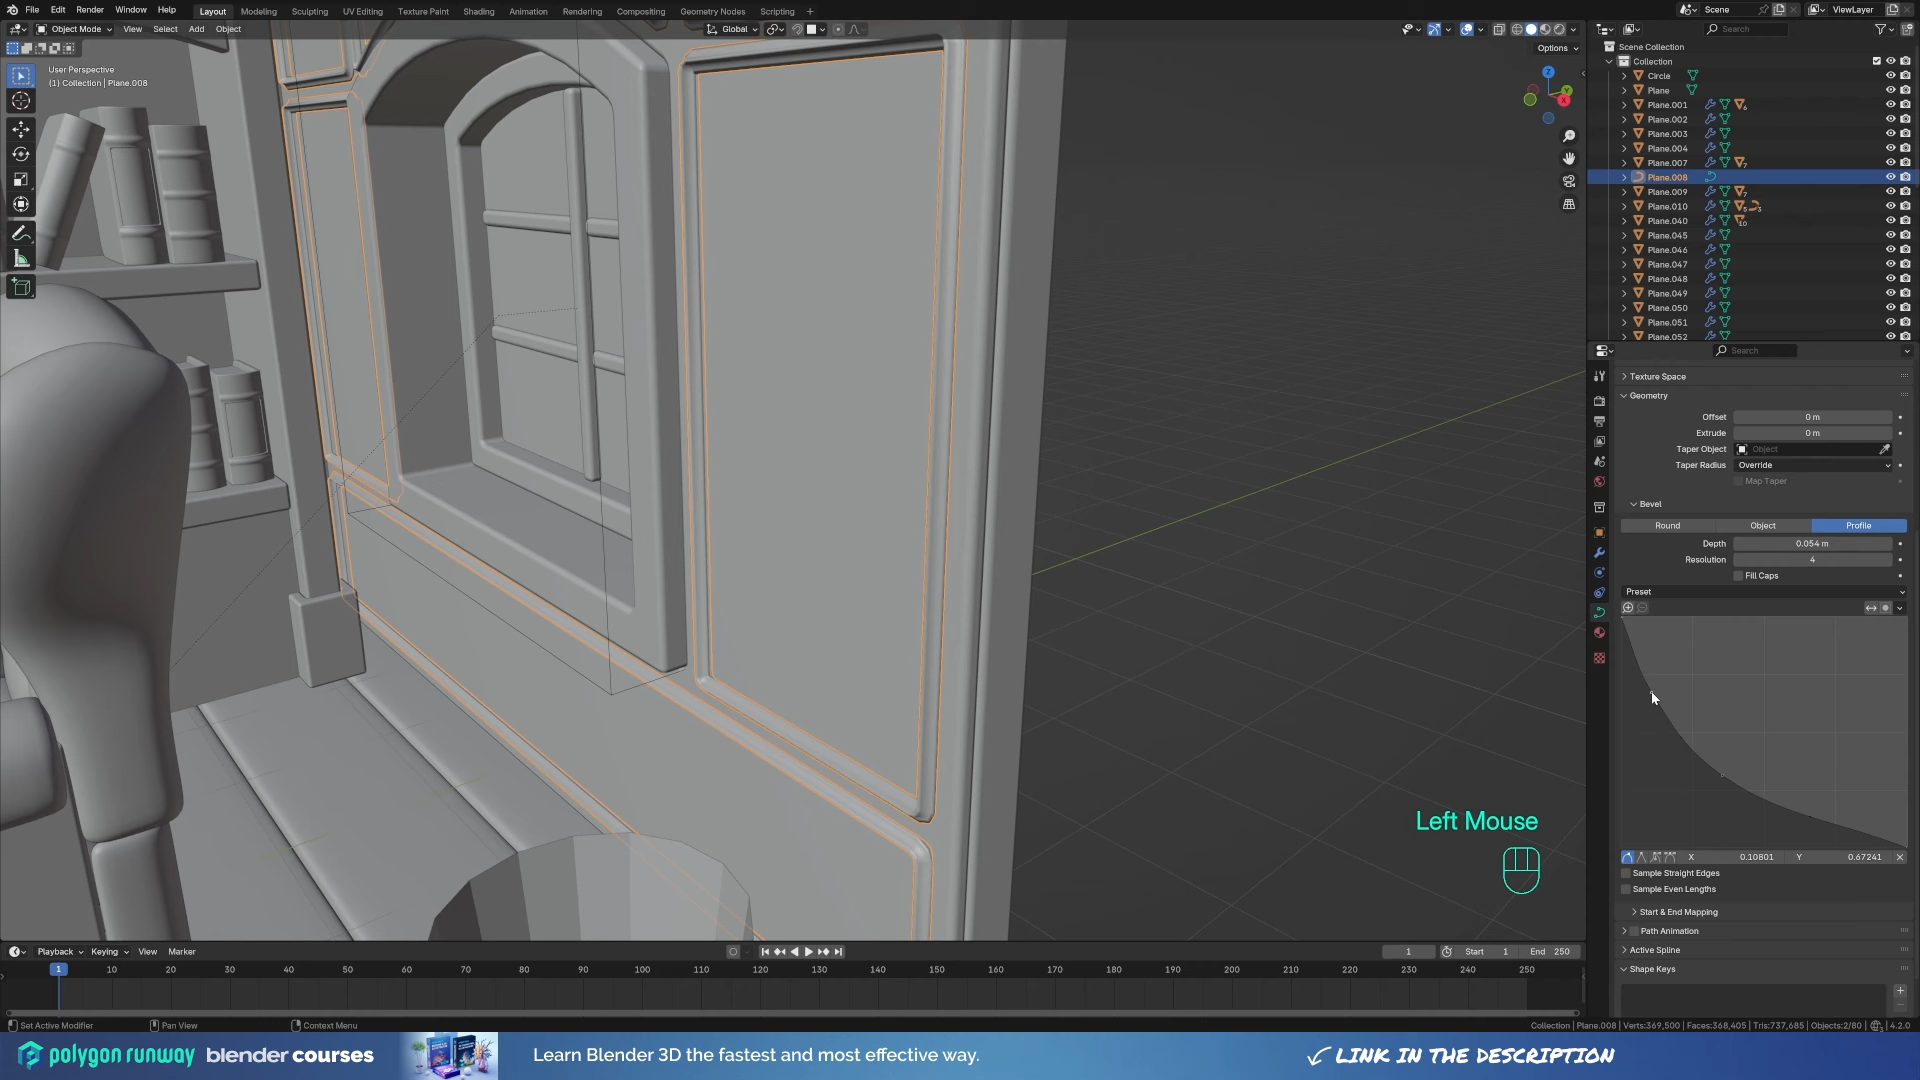 File Edit Render Window Help Layout Modeling Sculpting UV Editing Texture Paint Shading Animation Rendering Compositing Geometry Nodes Scripting + Scene ViewLayer
Object Mode View Select Add Object Global Search
Options
User Perspective
(1) Collection | Plane.008
Z
Y
X
Scene Collection
Collection
Circle
Plane
Plane.001 6
Plane.002
Plane.003
Plane.004
Plane.007 7
Plane.008
Plane.009 7
Plane.010 5 3
Plane.040 10
Plane.045
Plane.046
Plane.047
Plane.048
Plane.049
Plane.050
Plane.051
Plane.052
Search
Texture Space
Geometry
Offset 0 m
Extrude 0 m
Taper Object Object
Taper Radius Override
Map Taper
Bevel
Round Object Profile
Depth 0.054 m
Resolution 4
Fill Caps
Preset
X 0.10801 Y 0.67241
Sample Straight Edges
Sample Even Lengths
Start & End Mapping
Path Animation
Active Spline
Shape Keys
Left Mouse
Playback Keying View Marker 1 Start 1 End 250
1 10 20 30 40 50 60 70 80 90 100 110 120 130 140 150 160 170 180 190 200 210 220 230 240 250
Set Active Modifier Pan View Context Menu Collection | Plane.008 | Verts:369,500 | Faces:368,405 | Tris:737,685 | Objects:2/80 | 4.2.0
polygon runway blender courses Learn Blender 3D the fastest and most effective way. LINK IN THE DESCRIPTION